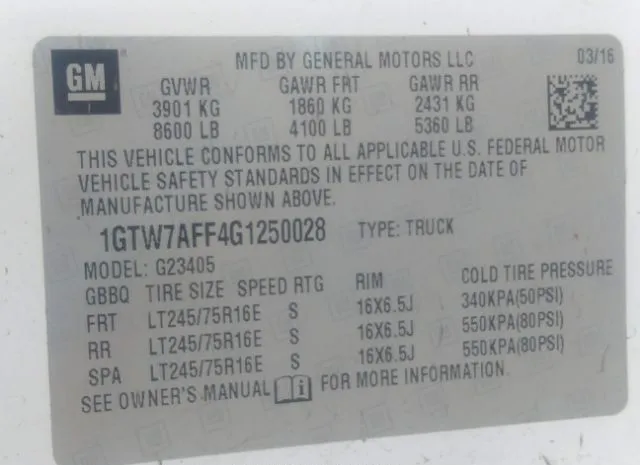 GM
MFD BY GENERAL MOTORS LLC 03/16
GVWR GAWR FRT GAWR RR
3901 KG 1860 KG 2431 KG
8600 LB 4100 LB 5360 LB
THIS VEHICLE CONFORMS TO ALL APPLICABLE U.S. FEDERAL MOTOR
VEHICLE SAFETY STANDARDS IN EFFECT ON THE DATE OF
MANUFACTURE SHOWN ABOVE.
1GTW7AFF4G1250028 TYPE: TRUCK
MODEL: G23405
GBBQ TIRE SIZE SPEED RTG RIM COLD TIRE PRESSURE
FRT LT245/75R16E S 16X6.5J 340KPA(50PSI)
RR LT245/75R16E S 16X6.5J 550KPA(80PSI)
SPA LT245/75R16E S 16X6.5J 550KPA(80PSI)
SEE OWNER'S MANUAL i FOR MORE INFORMATION.